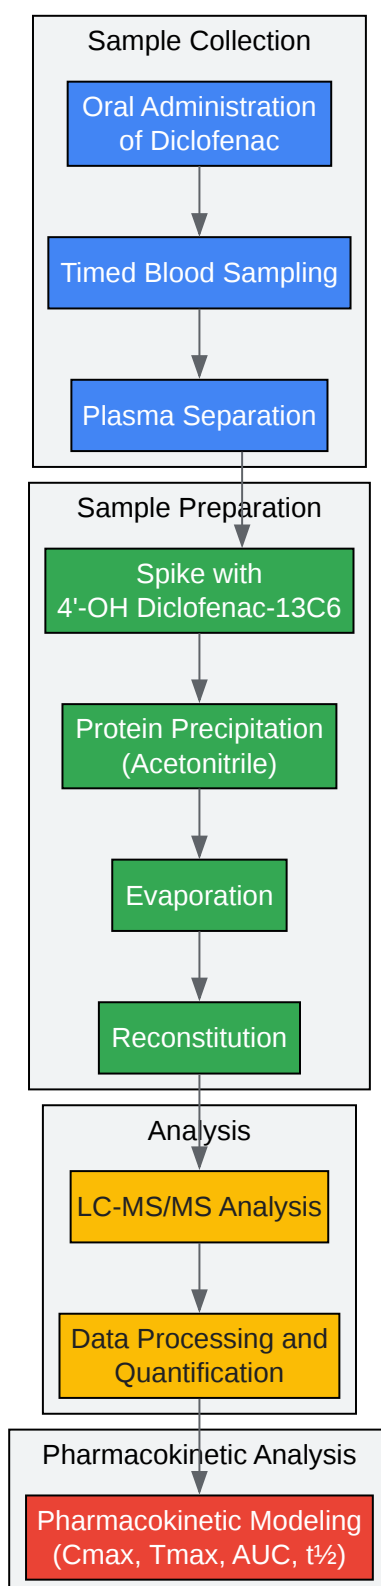 Sample Collection
Oral Administration
of Diclofenac
Timed Blood Sampling
Plasma Separation
Sample Preparation
Spike with
4'-OH Diclofenac-13C6
Protein Precipitation
(Acetonitrile)
Evaporation
Reconstitution
Analysis
LC-MS/MS Analysis
Data Processing and
Quantification
Pharmacokinetic Analysis
Pharmacokinetic Modeling
(Cmax, Tmax, AUC, t½)